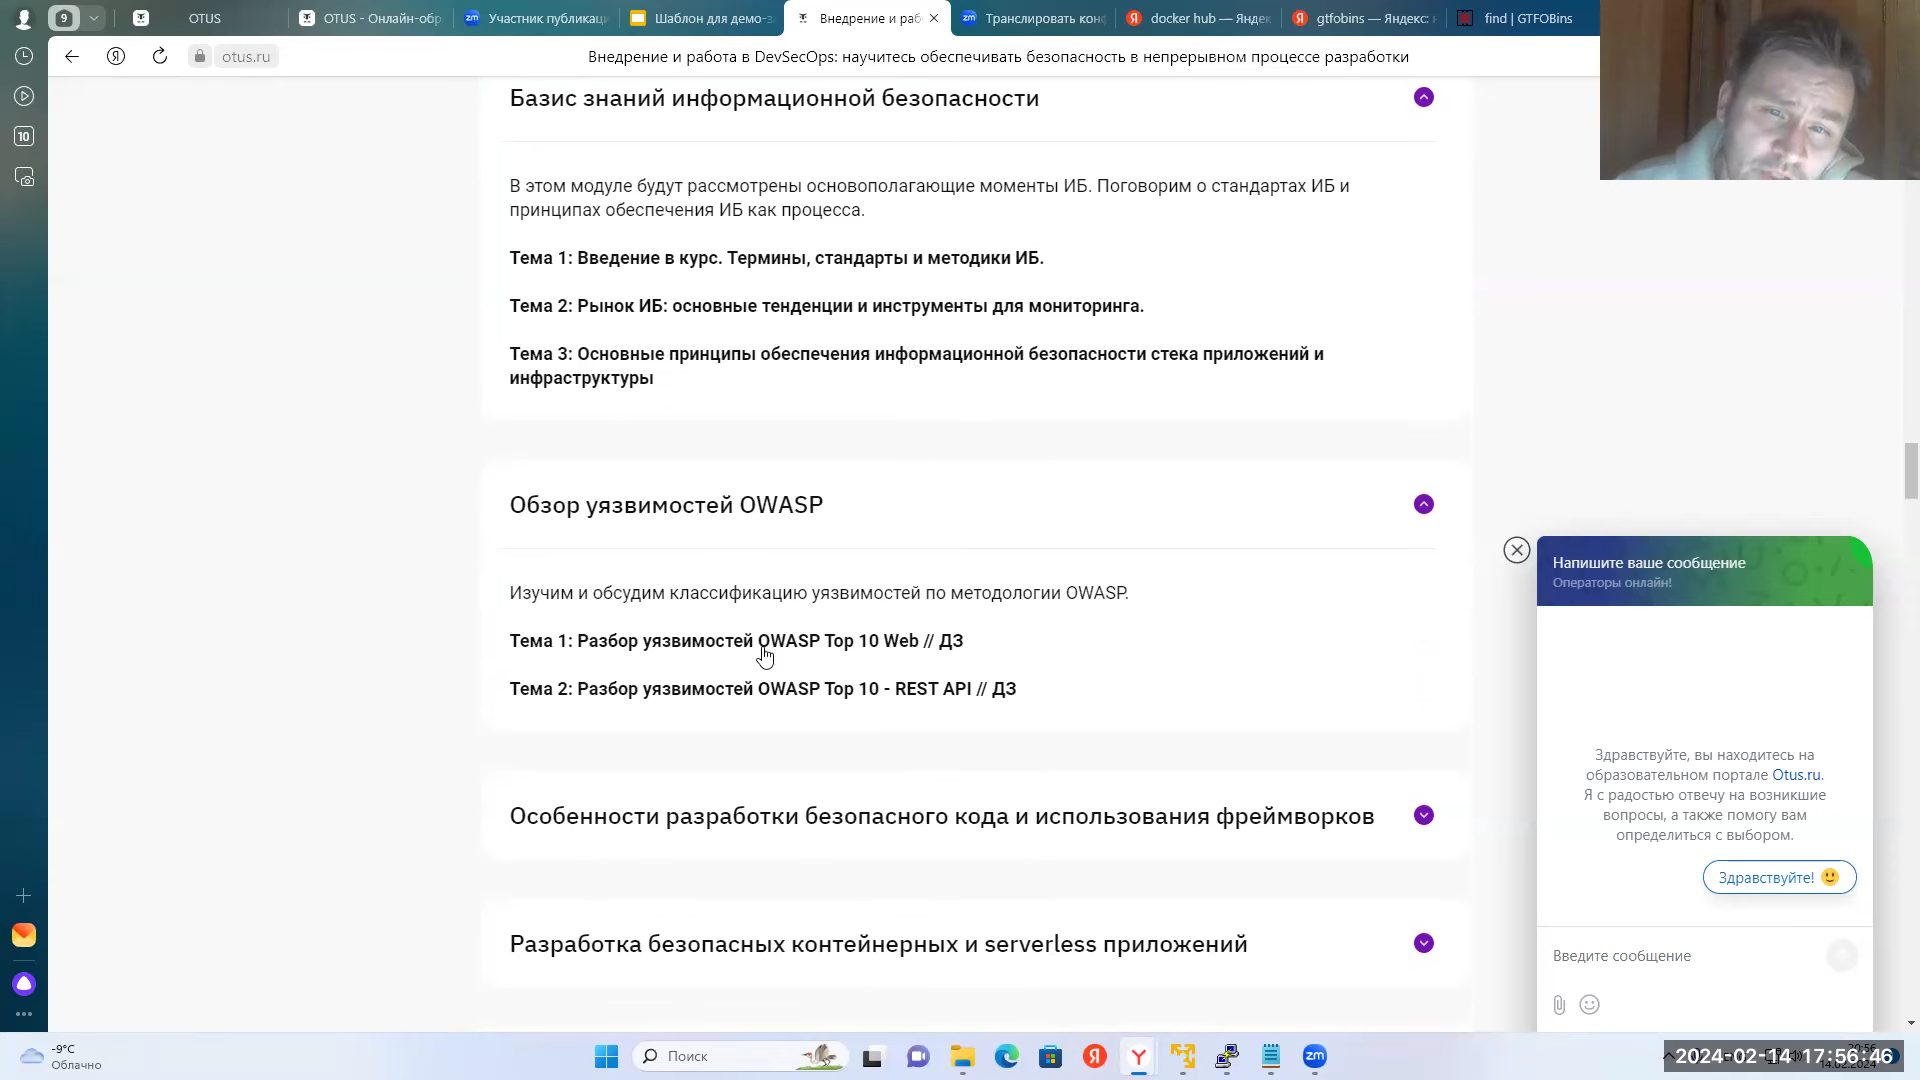 9
OTUS
OTUS - Онлайн-обр
Участник публикаци
Шаблон для демо-з
Внедрение и раб
Транслировать кон
docker hub — Яндек
gtfobins — Яндекс: н
find | GTFOBins
otus.ru
Внедрение и работа в DevSecOps: научитесь обеспечивать безопасность в непрерывном процессе разработки
10
Базис знаний информационной безопасности
В этом модуле будут рассмотрены основополагающие моменты ИБ. Поговорим о стандартах ИБ и
принципах обеспечения ИБ как процесса.
Тема 1: Введение в курс. Термины, стандарты и методики ИБ.
Тема 2: Рынок ИБ: основные тенденции и инструменты для мониторинга.
Тема 3: Основные принципы обеспечения информационной безопасности стека приложений и
инфраструктуры
Обзор уязвимостей OWASP
Изучим и обсудим классификацию уязвимостей по методологии OWASP.
Тема 1: Разбор уязвимостей OWASP Top 10 Web // ДЗ
Тема 2: Разбор уязвимостей OWASP Top 10 - REST API // ДЗ
Особенности разработки безопасного кода и использования фреймворков
Разработка безопасных контейнерных и serverless приложений
Напишите ваше сообщение
Операторы онлайн!
Здравствуйте, вы находитесь на
образовательном портале Otus.ru.
Я с радостью отвечу на возникшие
вопросы, а также помогу вам
определиться с выбором.
Здравствуйте!
Введите сообщение
-9°C
Облачно
Поиск
zm
2024-02-14 17:56:46